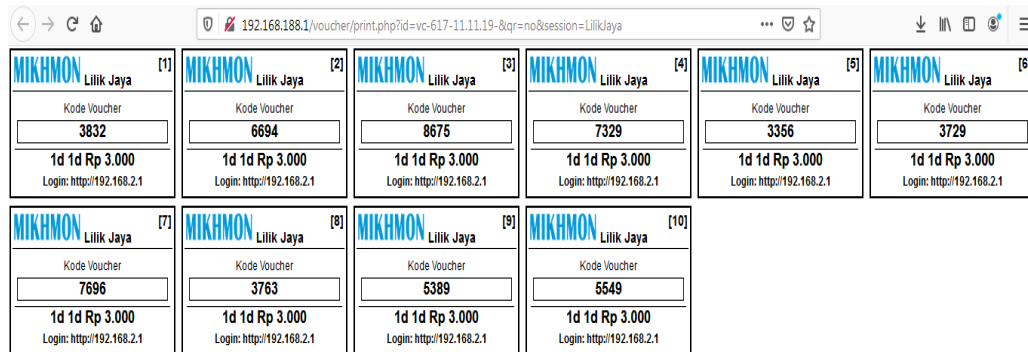 192.168.188.1/voucher/print.php?id=vc-617-11.11.19-&qr=no&session=LilikJaya
MIKHMON Lilik Jaya [1]
Kode Voucher
3832
1d 1d Rp 3.000
Login: http://192.168.2.1
MIKHMON Lilik Jaya [2]
Kode Voucher
6694
1d 1d Rp 3.000
Login: http://192.168.2.1
MIKHMON Lilik Jaya [3]
Kode Voucher
8675
1d 1d Rp 3.000
Login: http://192.168.2.1
MIKHMON Lilik Jaya [4]
Kode Voucher
7329
1d 1d Rp 3.000
Login: http://192.168.2.1
MIKHMON Lilik Jaya [5]
Kode Voucher
3356
1d 1d Rp 3.000
Login: http://192.168.2.1
MIKHMON Lilik Jaya [6
Kode Voucher
3729
1d 1d Rp 3.000
Login: http://192.168.2.1
MIKHMON Lilik Jaya [7]
Kode Voucher
7696
1d 1d Rp 3.000
Login: http://192.168.2.1
MIKHMON Lilik Jaya [8]
Kode Voucher
3763
1d 1d Rp 3.000
Login: http://192.168.2.1
MIKHMON Lilik Jaya [9]
Kode Voucher
5389
1d 1d Rp 3.000
Login: http://192.168.2.1
MIKHMON Lilik Jaya [10]
Kode Voucher
5549
1d 1d Rp 3.000
Login: http://192.168.2.1